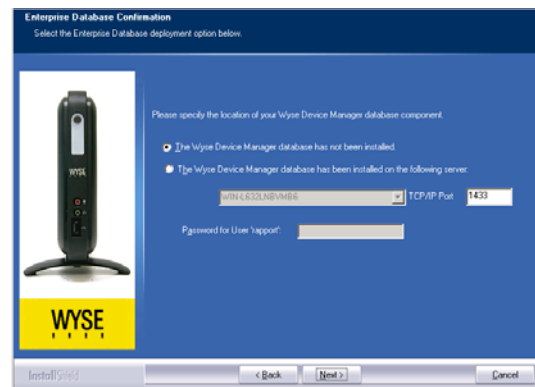 Enterprise Database Confirmation
Select the Enterprise Database deployment option below.
Please specify the location of your Wyse Device Manager database component.
The Wyse Device Manager database has not been installed.
The Wyse Device Manager database has been installed on the following server:
WIN-L632LNBVMB6 TCP/IP Port 1433
Password for User 'rapport':
WYSE
WYSE
InstallShield
< Back Next > Cancel